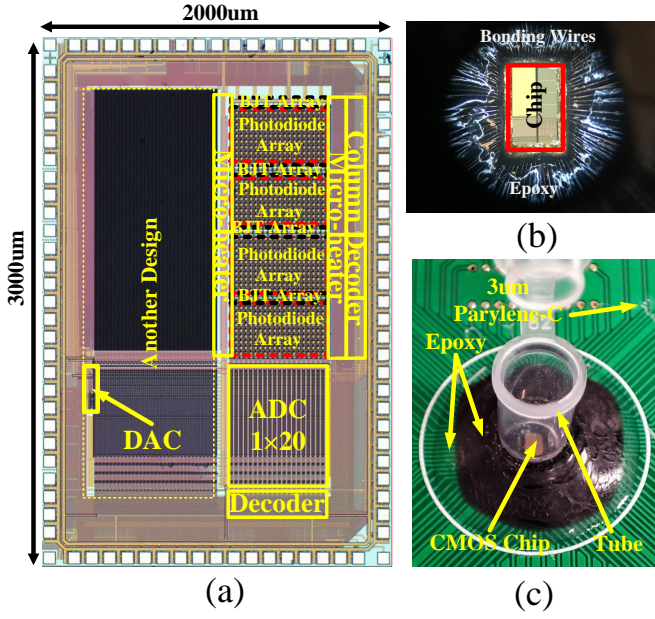 2000um
3000um
Another Design
Micro-heater
BJT Array
Photodiode
Array
BJT Array
Photodiode
Array
BJT Array
Photodiode
Array
BJT Array
Photodiode
Array
Micro-heater
Column Decoder
DAC
ADC
1×20
Decoder
(a)
Bonding Wires
Chip
Epoxy
(b)
3um
Parylene-C
Epoxy
CMOS Chip
Tube
(c)